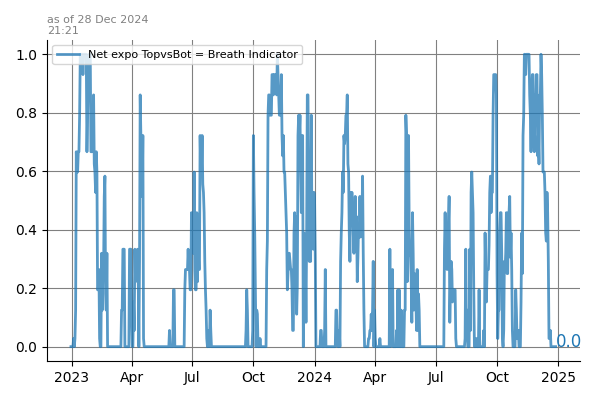 as of 28 Dec 2024
21:21
Net expo TopvsBot = Breath Indicator
1.0
0.8
0.6
0.4
0.2
0.0
0.0
2023 Apr Jul Oct 2024 Apr Jul Oct 2025